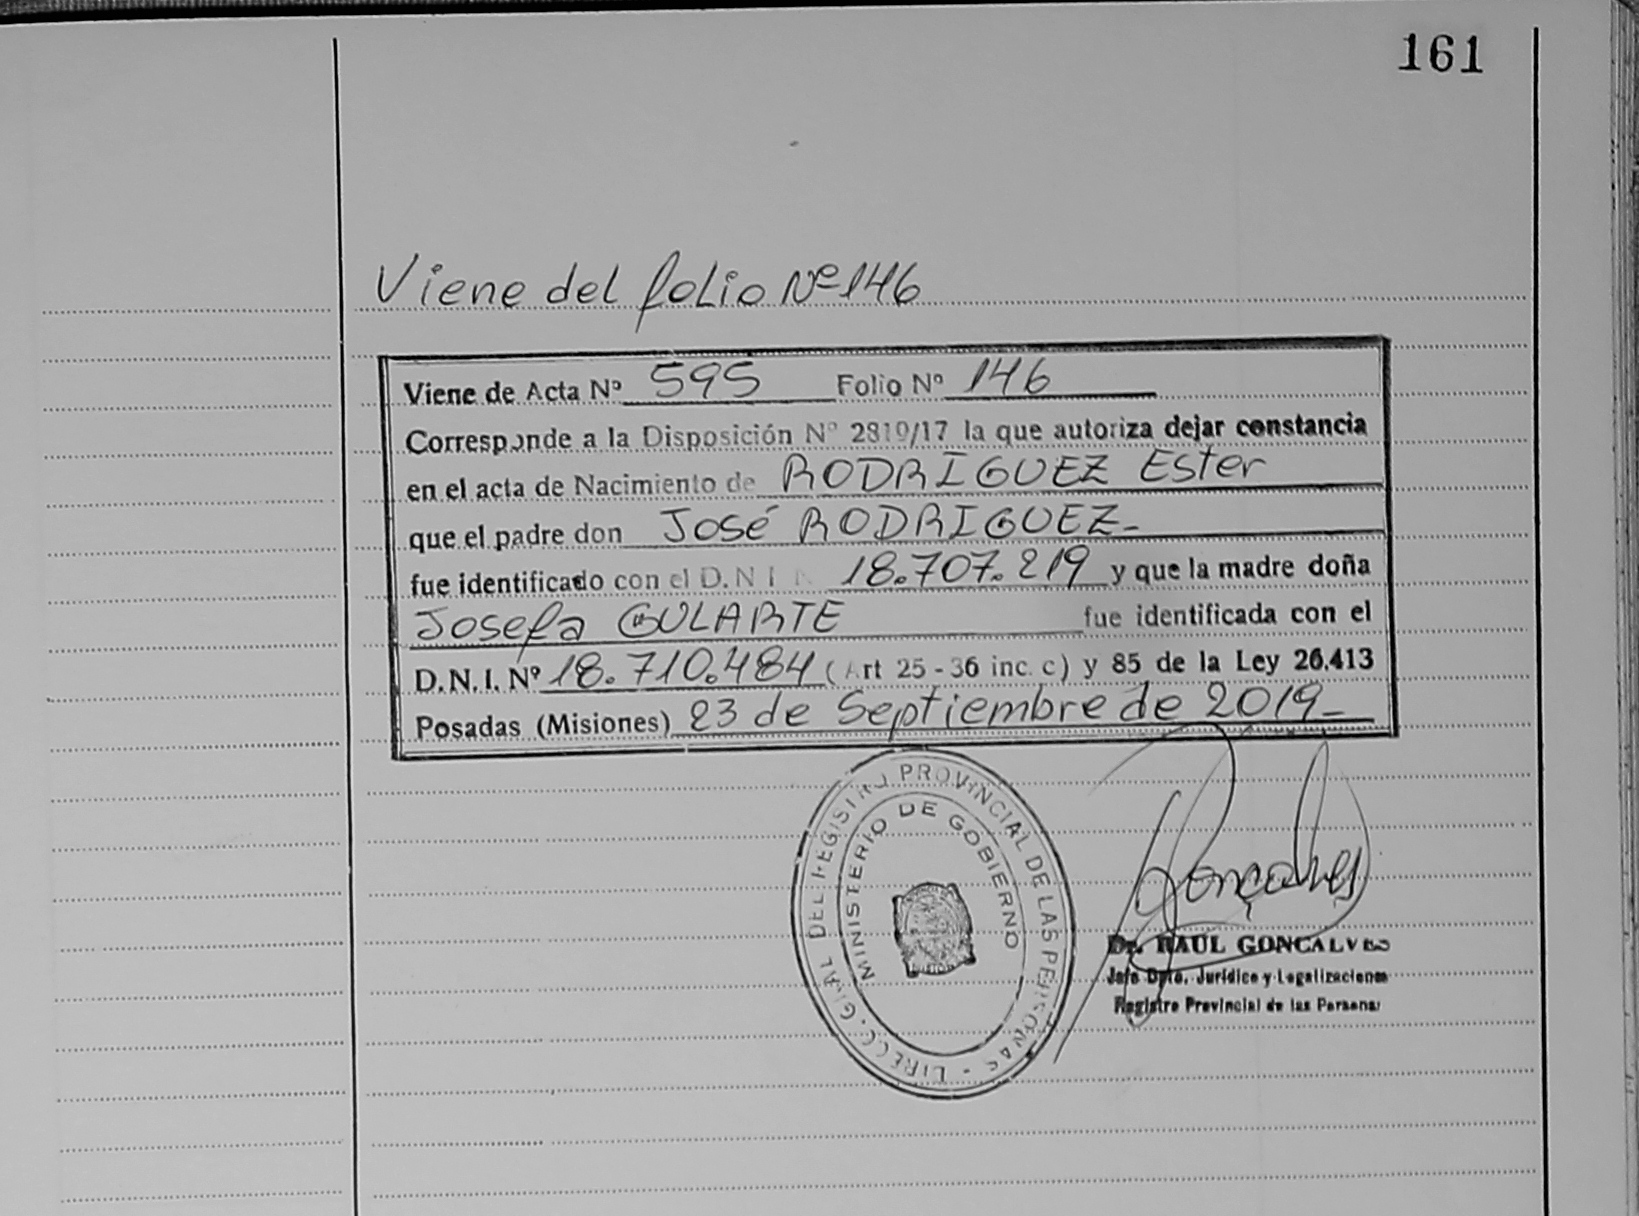 161
Viene del folio Nº 146
Viene de Acta Nº 595 Folio Nº 146
Corresponde a la Disposición Nº 2819/17 la que autoriza dejar constancia
en el acta de Nacimiento de RODRIGUEZ Ester
que el padre don José RODRIGUEZ-
fue identificado con el D.N.I. N 18.707.219 y que la madre doña
Josefa GULARTE fue identificada con el
D.N.I. Nº 18.710.484 (Art 25 - 36 inc. c) y 85 de la Ley 26.413
Posadas (Misiones) 23 de Septiembre de 2019-
DIRECC. GRAL DEL REGISTRO PROVINCIAL DE LAS PERSONAS -
MINISTERIO DE GOBIERNO
Gonçalves
Dr. RAUL GONCALVES
Jefe Dpto. Jurídico y Legalizaciones
Registro Provincial de las Personas